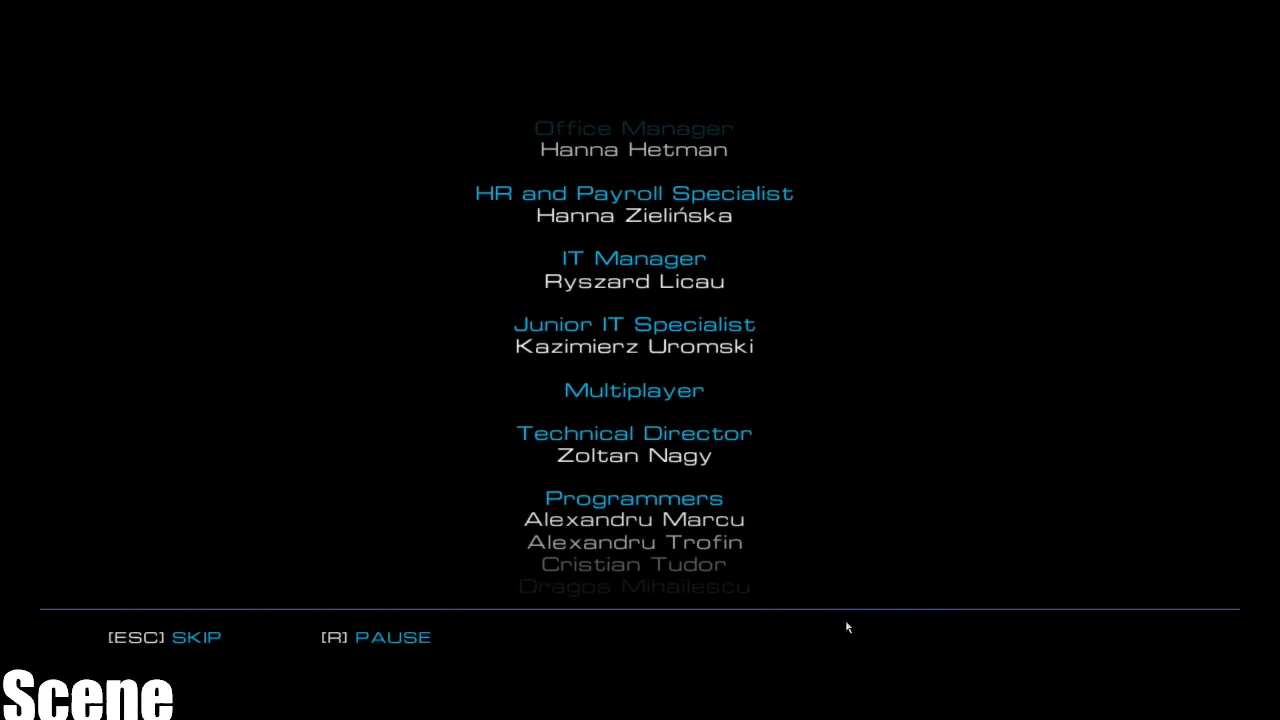 Office Manager
Hanna Hetman
HR and Payroll Specialist
Hanna Zielińska
IT Manager
Ryszard Licau
Junior IT Specialist
Kazimierz Uromski
Multiplayer
Technical Director
Zoltan Nagy
Programmers
Alexandru Marcu
Alexandru Trofin
Cristian Tudor
Dragos Mihailescu
[ESC] SKIP [R] PAUSE
Scene